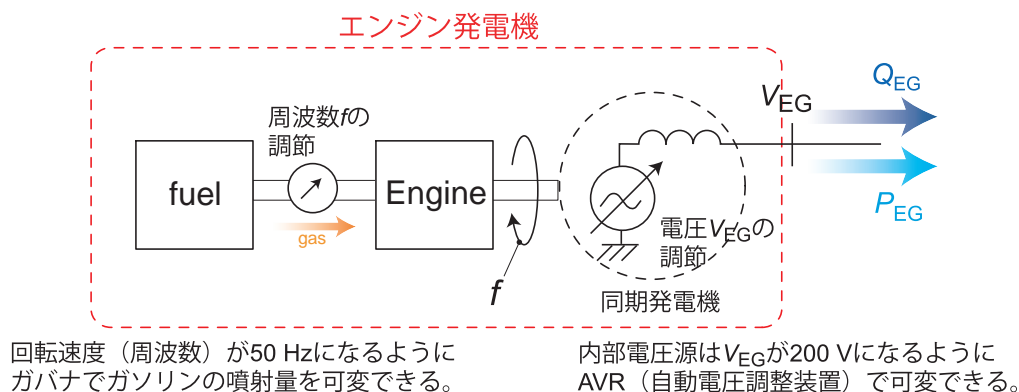 エンジン発電機
周波数fの
調節
fuel
gas
Engine
f
V_EG
Q_EG
P_EG
電圧V_EGの
調節
同期発電機
回転速度（周波数）が50 Hzになるように
ガバナでガソリンの噴射量を可変できる。
内部電圧源はV_EGが200 Vになるように
AVR（自動電圧調整装置）で可変できる。